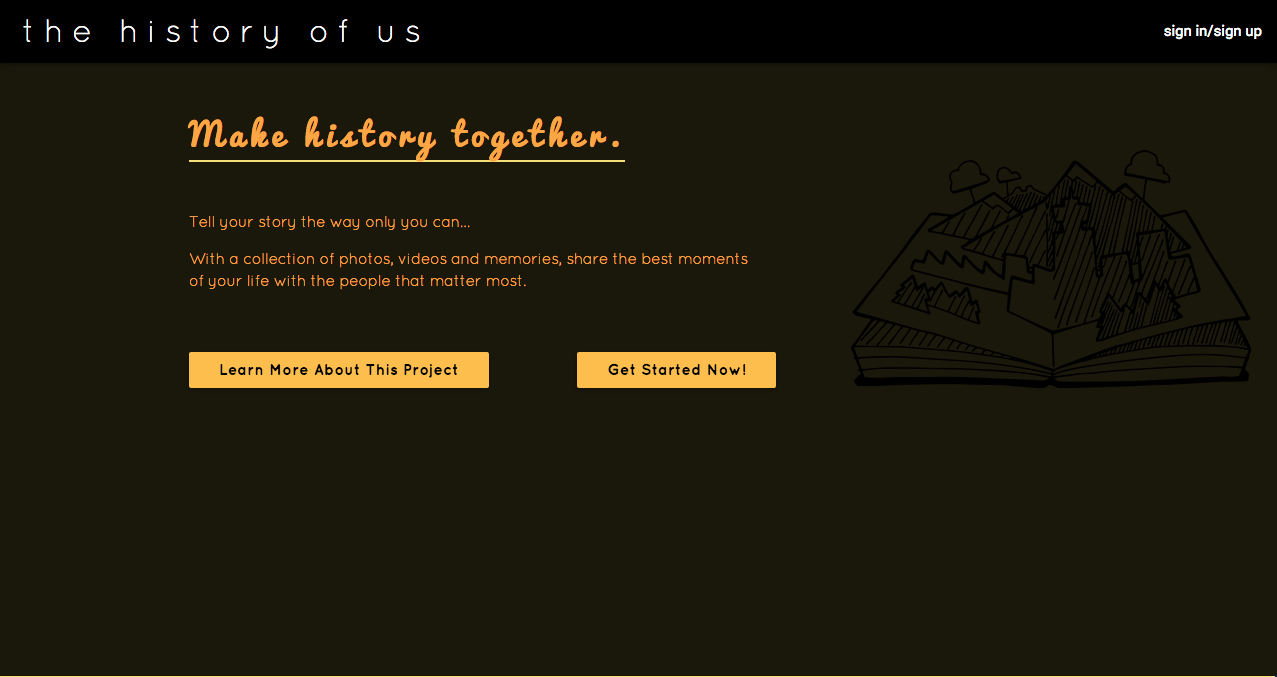 the history of us
sign in/sign up
Make history together.
Tell your story the way only you can...
With a collection of photos, videos and memories, share the best moments
of your life with the people that matter most.
Learn More About This Project
Get Started Now!